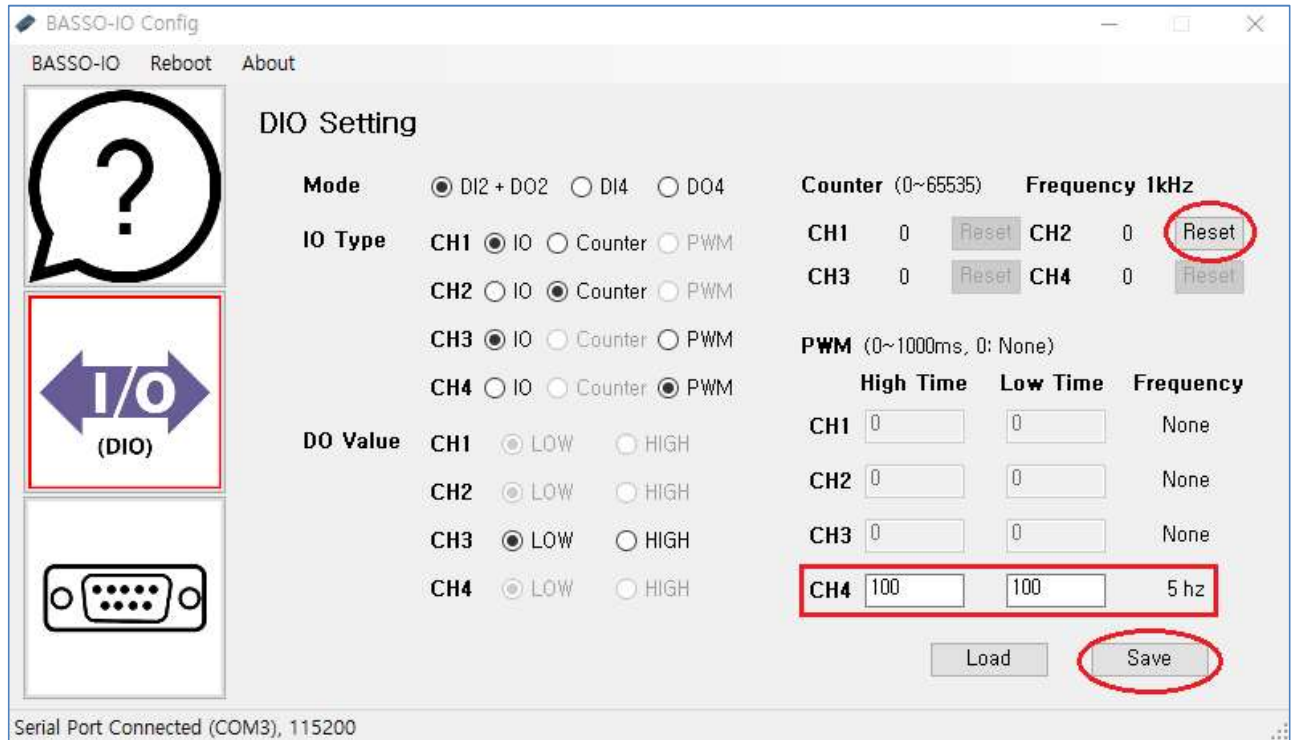 BASSO-IO Config
BASSO-IO Reboot About
?
DIO Setting
Mode DI2 + DO2 DI4 DO4
IO Type CH1 IO Counter PWM
CH2 IO Counter PWM
CH3 IO Counter PWM
CH4 IO Counter PWM
DO Value CH1 LOW HIGH
CH2 LOW HIGH
CH3 LOW HIGH
CH4 LOW HIGH
Counter (0~65535) Frequency 1kHz
CH1 0 Reset CH2 0 Reset
CH3 0 Reset CH4 0 Reset
PWM (0~1000ms, 0: None)
High Time Low Time Frequency
CH1 0 0 None
CH2 0 0 None
CH3 0 0 None
CH4 100 100 5 hz
Load Save
I/O
(DIO)
Serial Port Connected (COM3), 115200